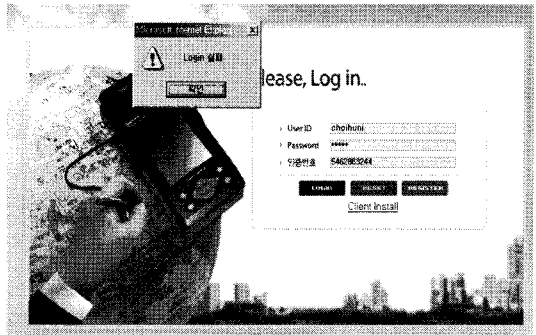 Microsoft Internet Explorer
Login 실패
확인
lease, Log in..
User ID choihuni
Password *****
인증번호 5462883244
LOGIN RESET REGISTER
Client Install